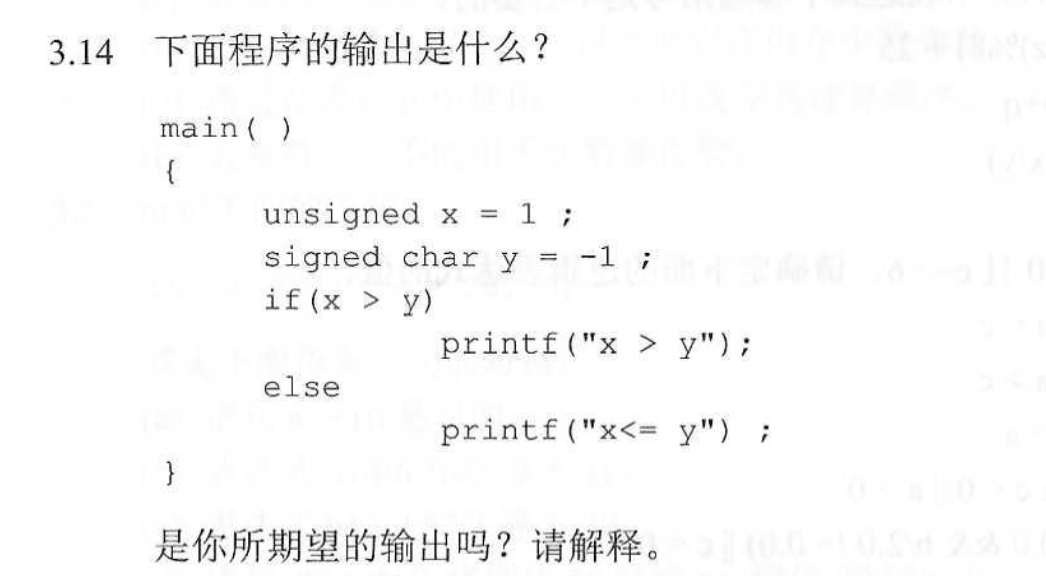 3.14 下面程序的输出是什么？
main( )
{
unsigned x = 1 ;
signed char y = -1 ;
if(x > y)
printf("x > y");
else
printf("x<= y") ;
}
是你所期望的输出吗？请解释。